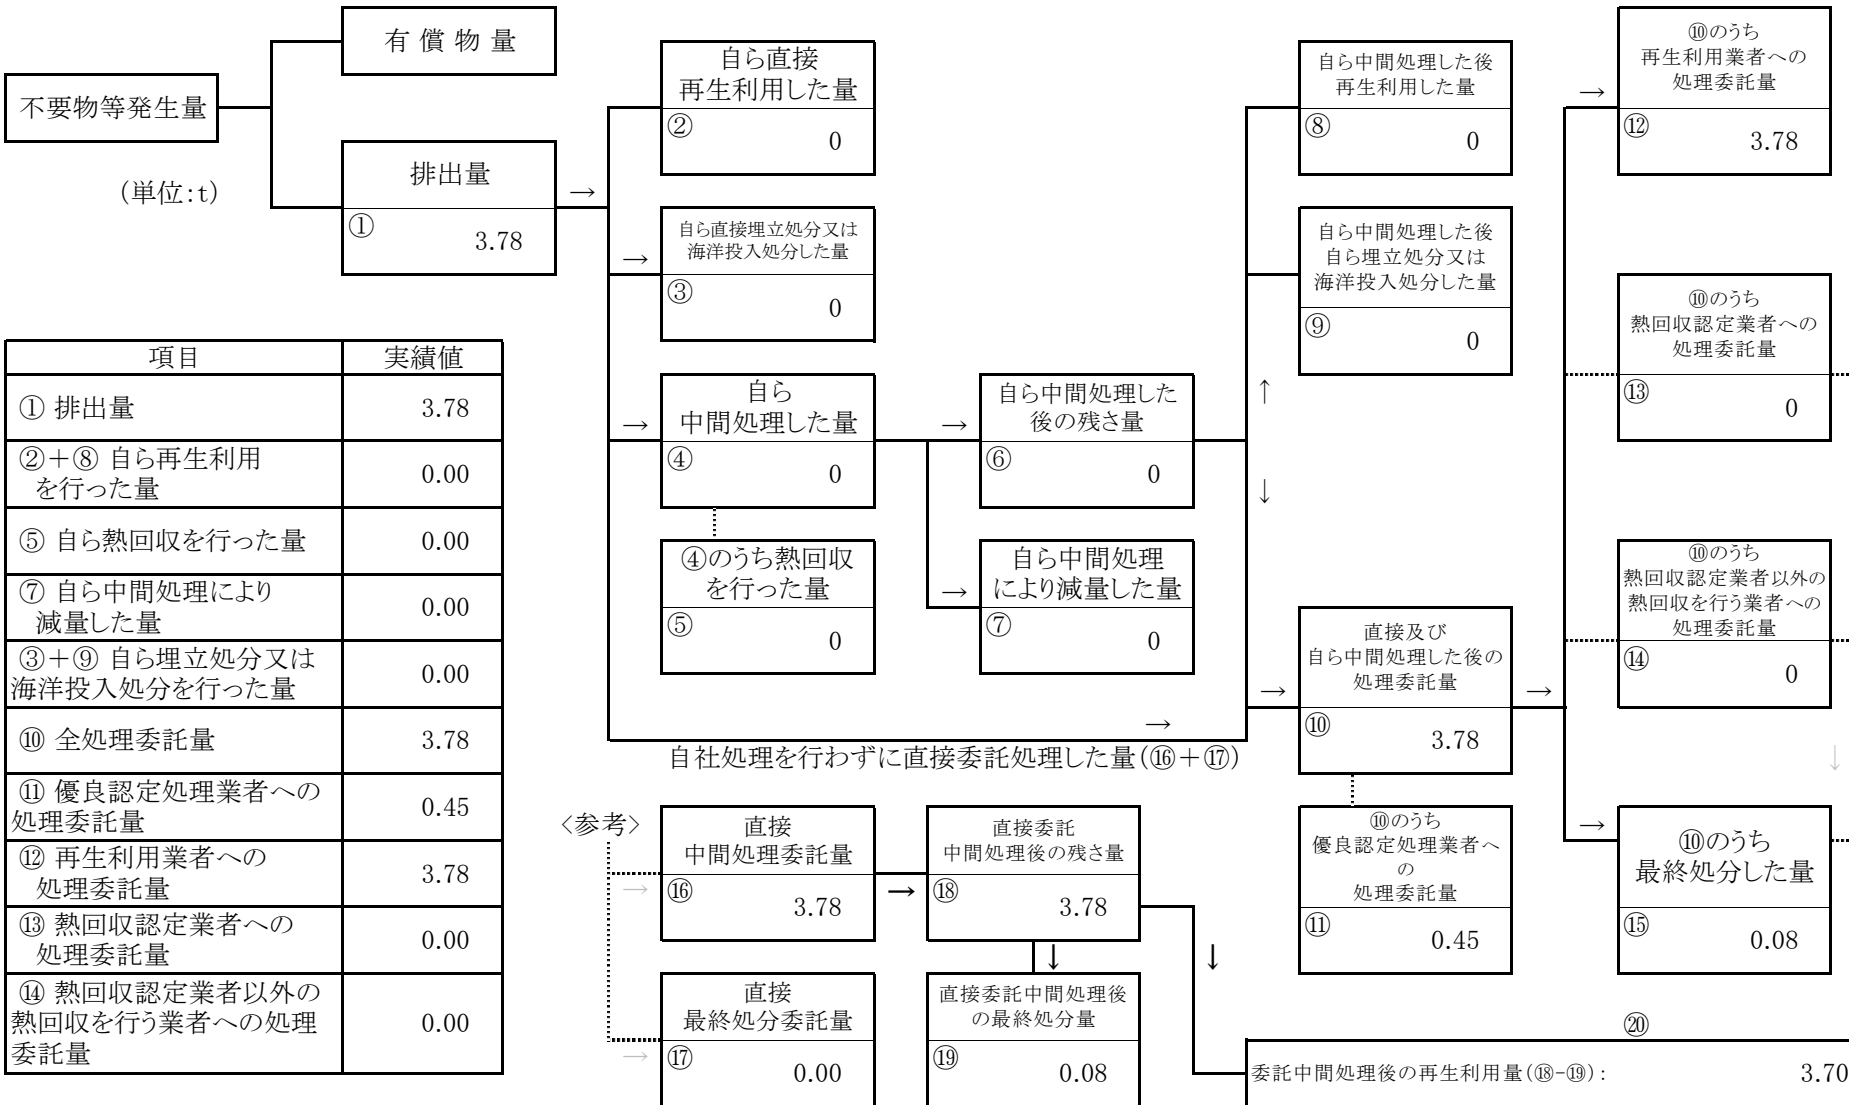 不要物等発生量
(単位:t)
有 償 物 量
排出量
①
3.78
→
自ら直接
再生利用した量
②
0
→
自ら直接埋立処分又は
海洋投入処分した量
③
0
→
自ら
中間処理した量
④
0
④のうち熱回収
を行った量
⑤
0
→
自ら中間処理した
後の残さ量
⑥
0
→
自ら中間処理
により減量した量
⑦
0
→
自社処理を行わずに直接委託処理した量(⑯＋⑰)
↑
↓
自ら中間処理した後
再生利用した量
⑧
0
自ら中間処理した後
自ら埋立処分又は
海洋投入処分した量
⑨
0
→
直接及び
自ら中間処理した後の
処理委託量
⑩
3.78
→
⑩のうち
優良認定処理業者へ
の
処理委託量
⑪
0.45
→
⑩のうち
再生利用業者への
処理委託量
⑫
3.78
⑩のうち
熱回収認定業者への
処理委託量
⑬
0
⑩のうち
熱回収認定業者以外の
熱回収を行う業者への
処理委託量
⑭
0
↓
→
⑩のうち
最終処分した量
⑮
0.08
項目 実績値
① 排出量 3.78
②＋⑧ 自ら再生利用
を行った量 0.00
⑤ 自ら熱回収を行った量 0.00
⑦ 自ら中間処理により
減量した量 0.00
③＋⑨ 自ら埋立処分又は
海洋投入処分を行った量 0.00
⑩ 全処理委託量 3.78
⑪ 優良認定処理業者への
処理委託量 0.45
⑫ 再生利用業者への
処理委託量 3.78
⑬ 熱回収認定業者への
処理委託量 0.00
⑭ 熱回収認定業者以外の
熱回収を行う業者への処理
委託量 0.00
〈参考〉
→
直接
中間処理委託量
⑯
3.78
→
直接委託
中間処理後の残さ量
⑱
3.78
↓
↓
→
直接
最終処分委託量
⑰
0.00
直接委託中間処理後
の最終処分量
⑲
0.08
⑳
委託中間処理後の再生利用量(⑱-⑲): 3.70